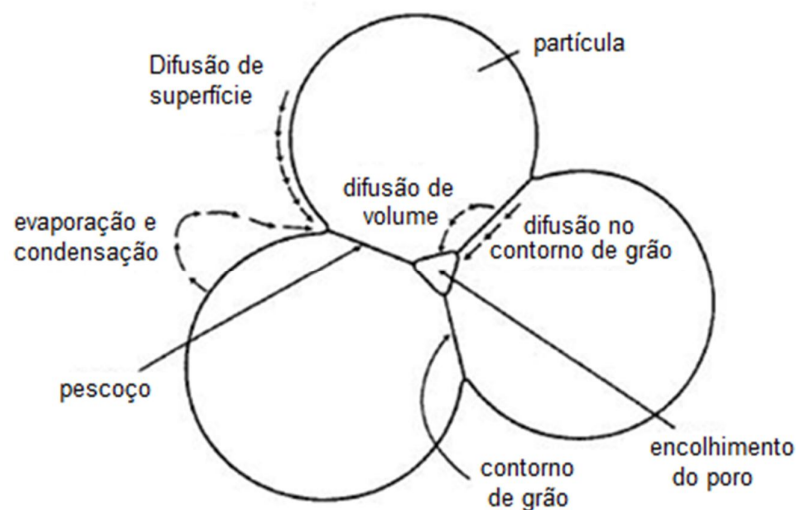 partícula
Difusão de
superfície
difusão de
volume
evaporação e
condensação
difusão no
contorno de grão
pescoço
encolhimento
do poro
contorno
de grão